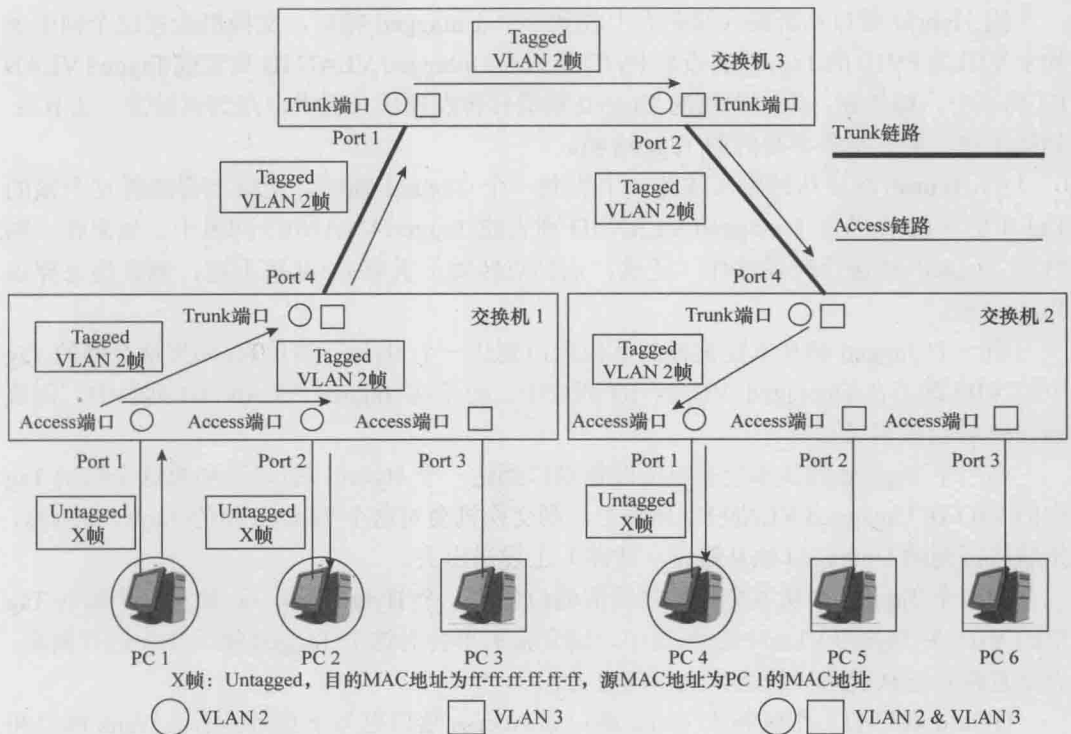 Tagged
VLAN 2帧
交换机 3
Trunk端口
Trunk端口
Port 1
Port 2
Trunk链路
Tagged
VLAN 2帧
Tagged
VLAN 2帧
Access链路
Port 4
Port 4
Trunk端口
交换机 1
Trunk端口
交换机 2
Tagged
VLAN 2帧
Tagged
VLAN 2帧
Tagged
VLAN 2帧
Access端口
Access端口
Access端口
Access端口
Access端口
Access端口
Port 1
Port 2
Port 3
Port 1
Port 2
Port 3
Untagged
X帧
Untagged
X帧
Untagged
X帧
PC 1
PC 2
PC 3
PC 4
PC 5
PC 6
X帧：Untagged，目的MAC地址为ff-ff-ff-ff-ff-ff，源MAC地址为PC 1的MAC地址
VLAN 2
VLAN 3
VLAN 2 & VLAN 3